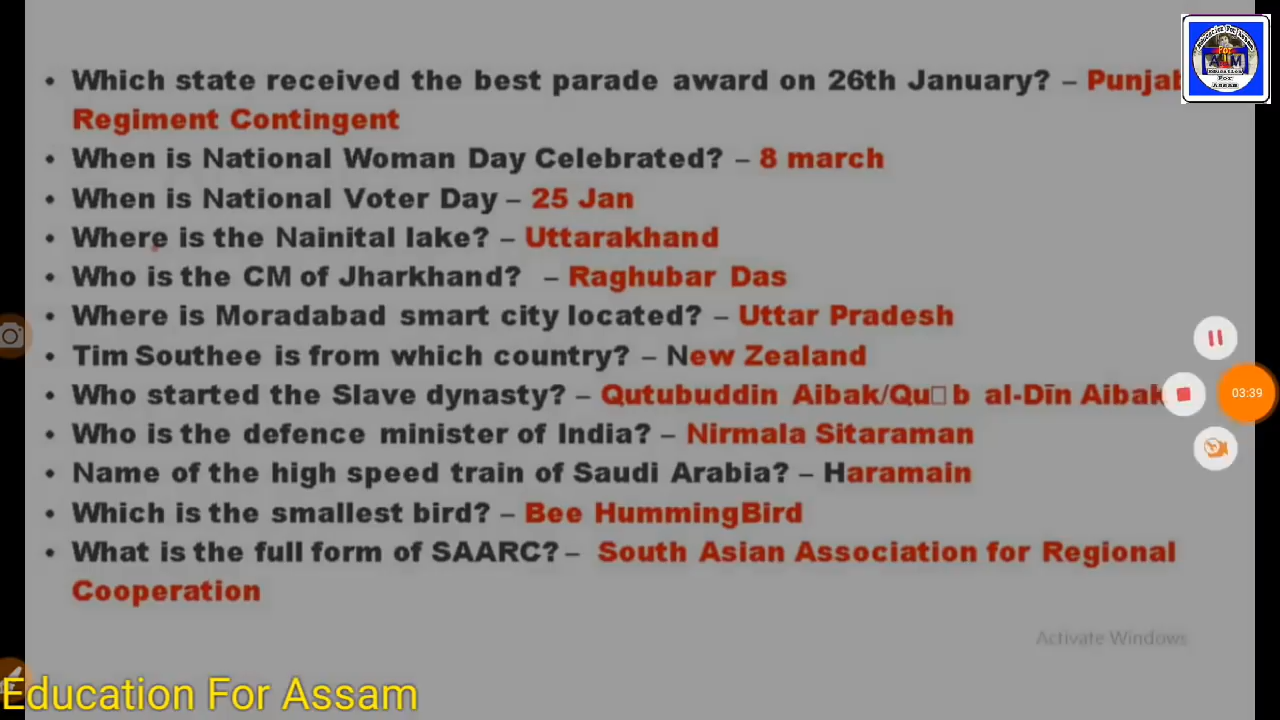 • Which state received the best parade award on 26th January? – Punjab
Regiment Contingent
• When is National Woman Day Celebrated? – 8 march
• When is National Voter Day – 25 Jan
• Where is the Nainital lake? – Uttarakhand
• Who is the CM of Jharkhand? – Raghubar Das
• Where is Moradabad smart city located? – Uttar Pradesh
• Tim Southee is from which country? – New Zealand
• Who started the Slave dynasty? – Qutubuddin Aibak/Qu□b al-Dīn Aibak
• Who is the defence minister of India? – Nirmala Sitaraman
• Name of the high speed train of Saudi Arabia? – Haramain
• Which is the smallest bird? – Bee HummingBird
• What is the full form of SAARC? – South Asian Association for Regional
Cooperation
03:39
Activate Windows
Education For Assam